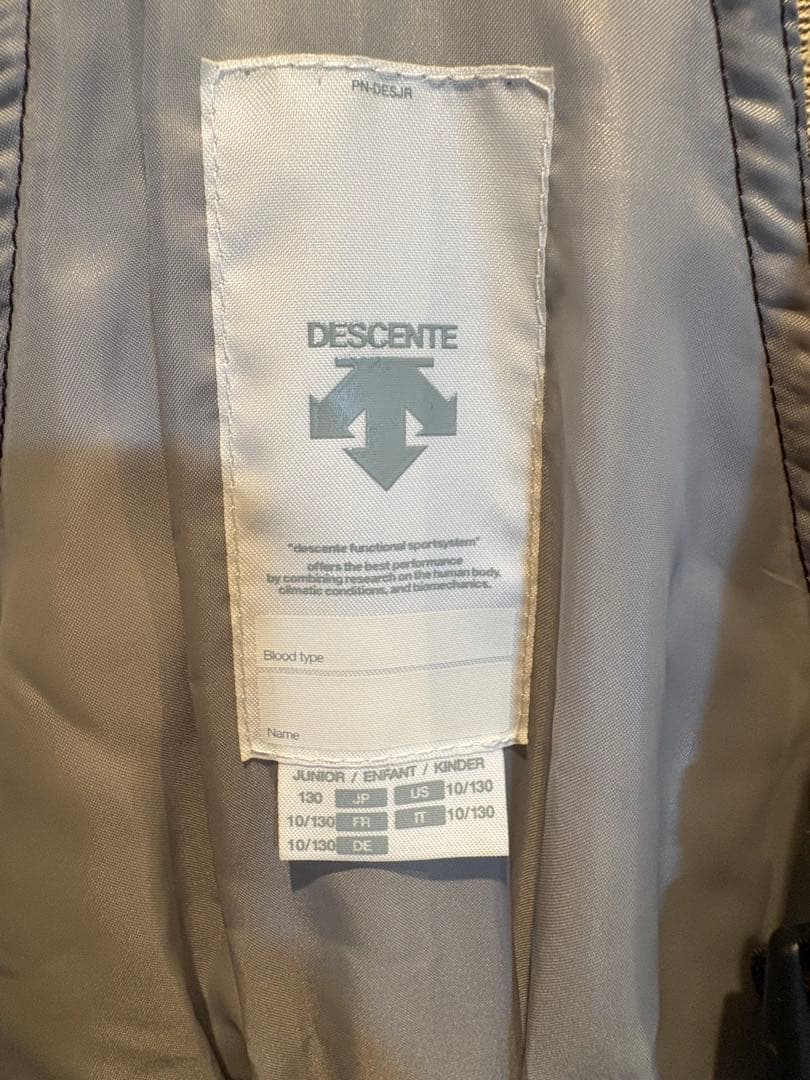 PN-DESJR
DESCENTE
"descente functional sportsystem"
offers the best performance
by combining research on the human body,
climatic conditions, and biomechanics.
Blood type
Name
JUNIOR / ENFANT / KINDER
130 JP US 10/130
10/130 FR IT 10/130
10/130 DE